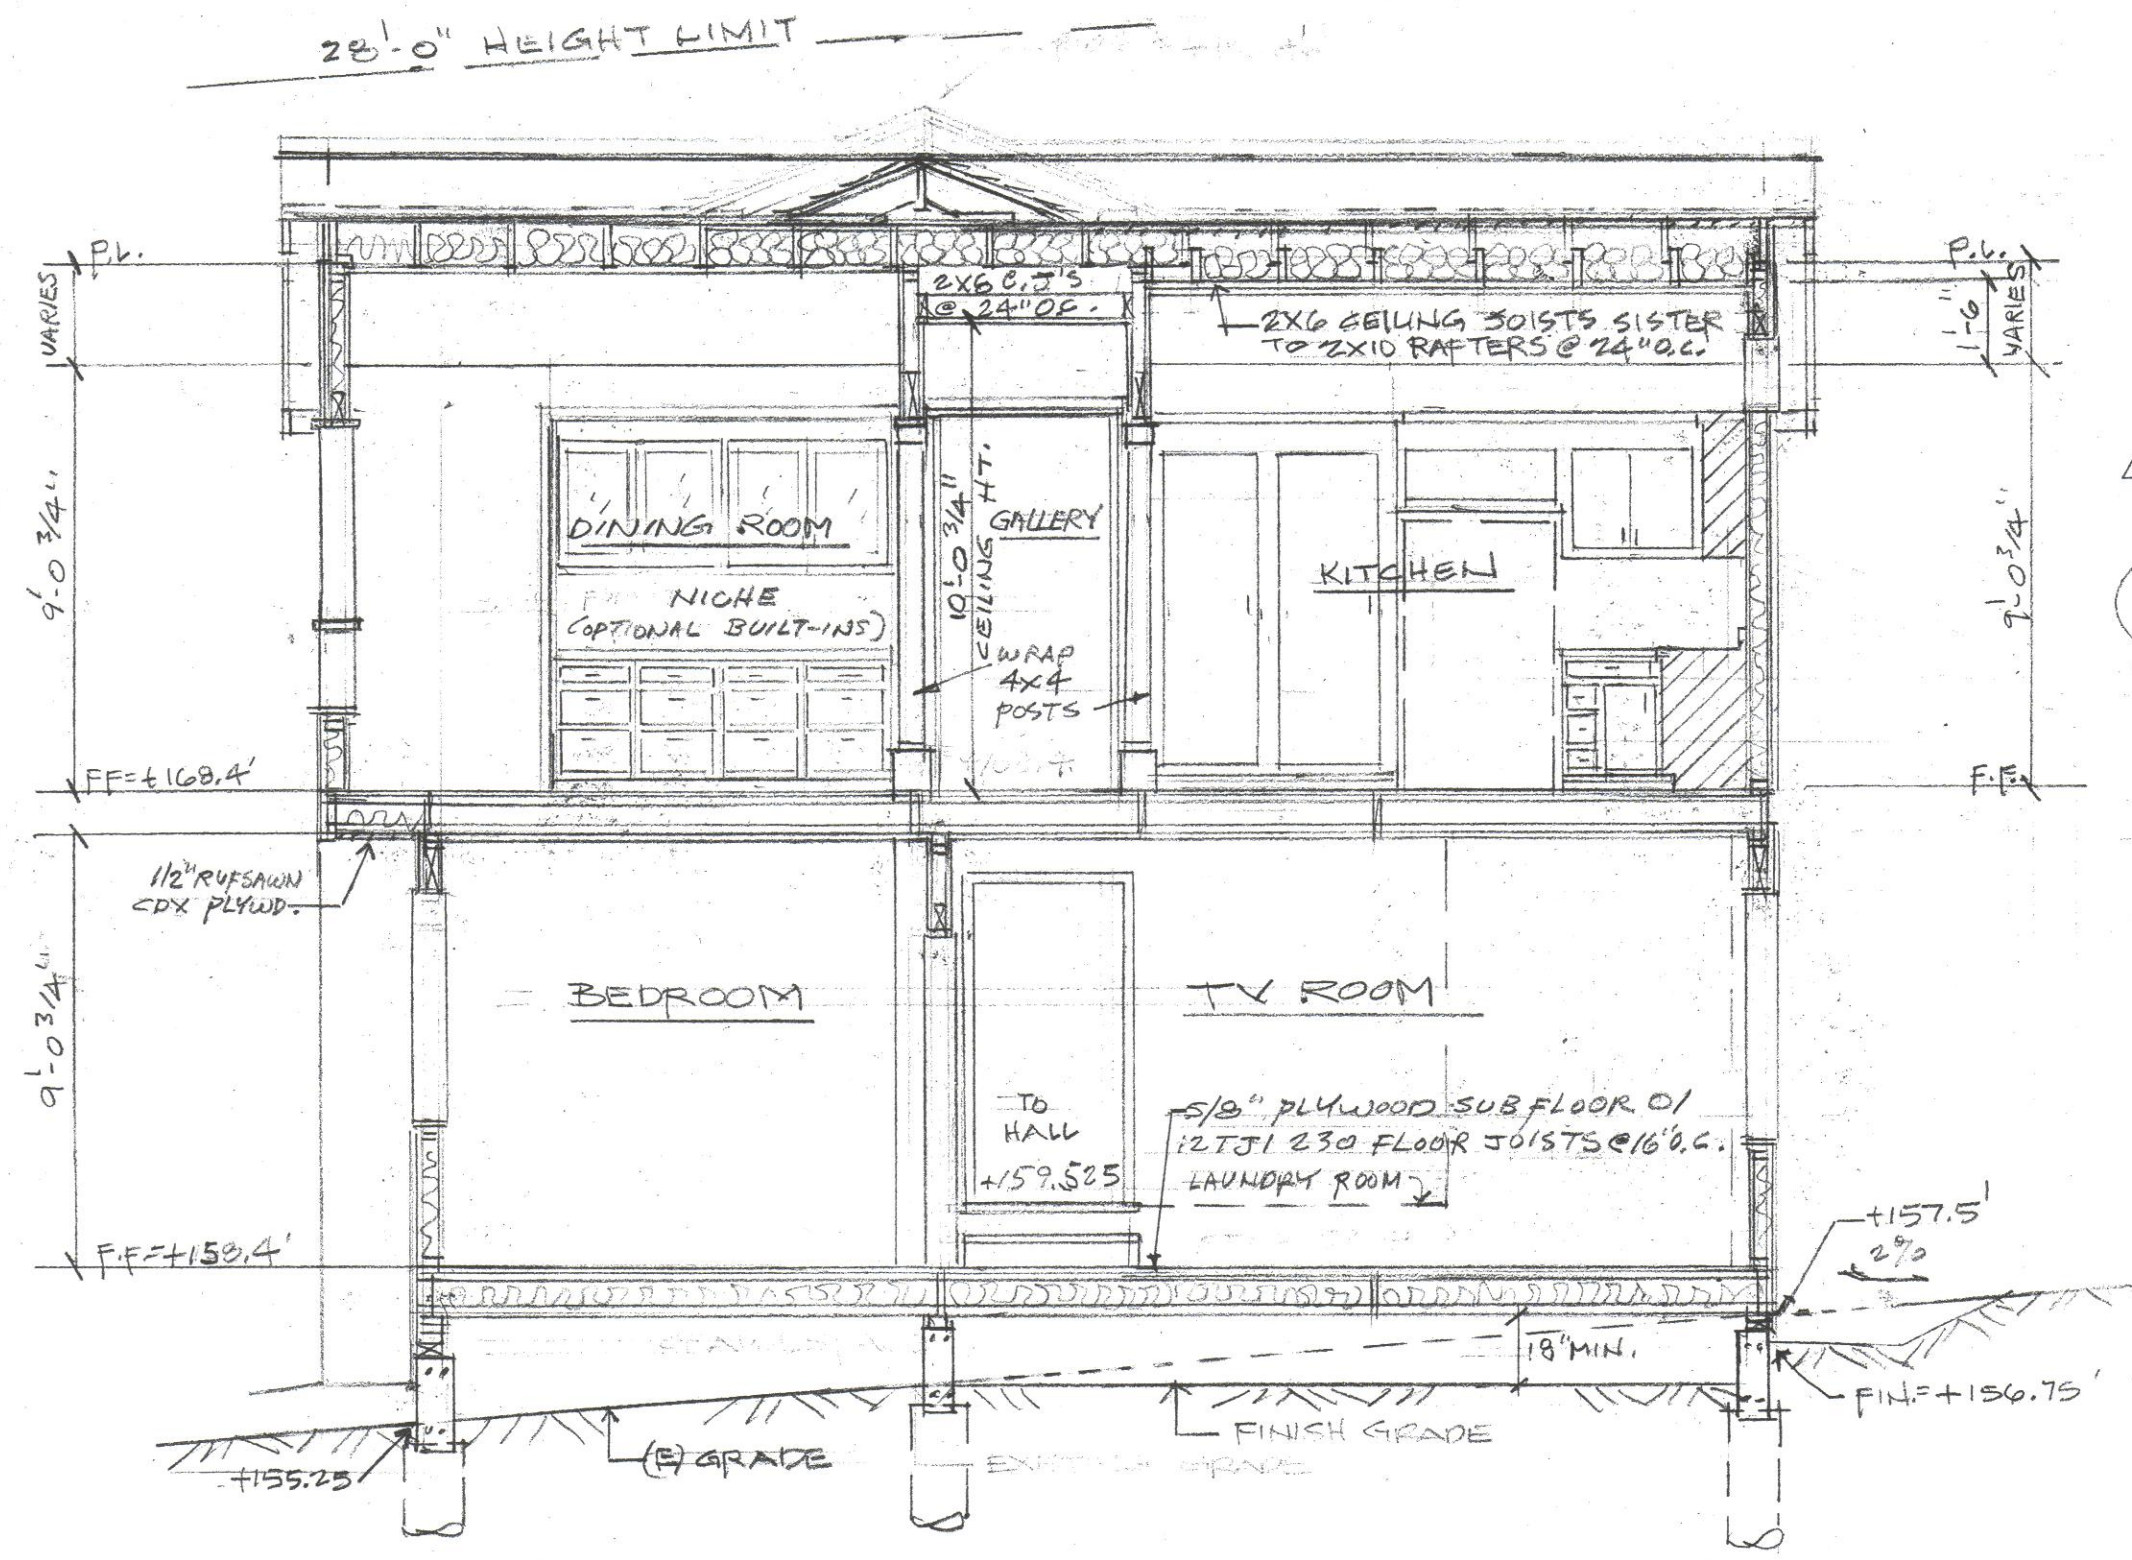 28'-0" HEIGHT LIMIT
P.L.
P.L.
VARIES
2X6 C.J'S
@ 24" O.C.
2X6 CEILING JOISTS SISTER
TO 2X10 RAFTERS @ 24" O.C.
1'-6"
VARIES
9'-0 3/4"
DINING ROOM
10'-0 3/4"
CEILING HT.
GALLERY
KITCHEN
9'-0 3/4"
NICHE
(OPTIONAL BUILT-INS)
WRAP
4X4
POSTS
FF=+168.4'
F.F.
1/2" RUFSAWN
CDX PLYWD.
9'-0 3/4"
BEDROOM
TV ROOM
TO
HALL
+159.525
5/8" PLYWOOD SUBFLOOR O/
12 TJI 230 FLOOR JOISTS @ 16" O.C.
LAUNDRY ROOM
F.F=+158.4'
+157.5'
2%
18" MIN.
FIN.=+156.75'
+155.25
(E) GRADE
FINISH GRADE